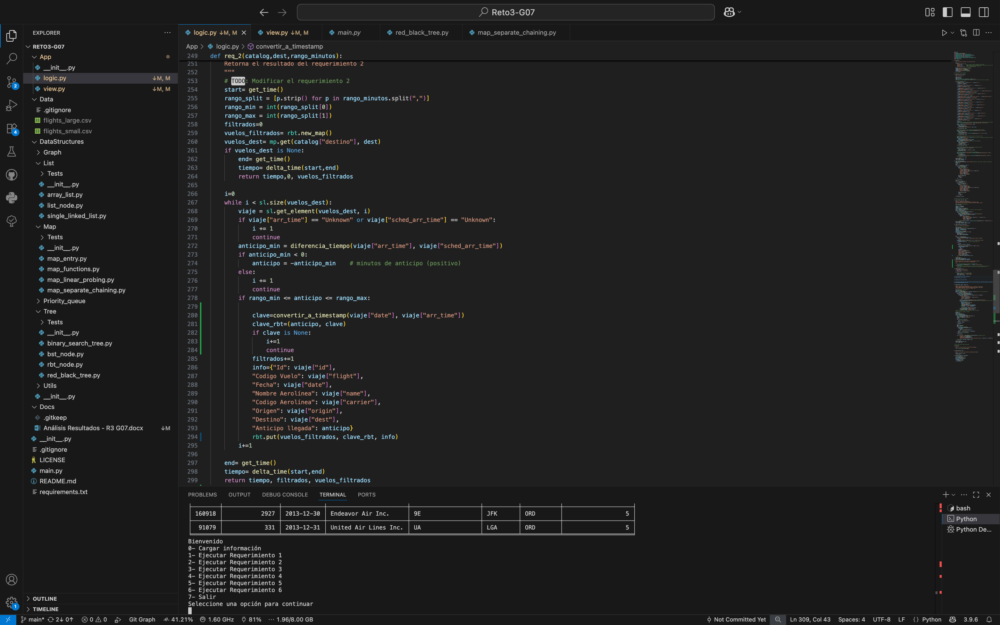 Reto3-G07
EXPLORER
RETO3-G07
App
__init__.py
logic.py ↓M, M
view.py ↓M, M
Data
.gitignore
flights_large.csv
flights_small.csv
DataStructures
Graph
List
Tests
__init__.py
array_list.py
list_node.py
single_linked_list.py
Map
Tests
__init__.py
map_entry.py
map_functions.py
map_linear_probing.py
map_separate_chaining.py
Priority_queue
Tree
Tests
__init__.py
binary_search_tree.py
bst_node.py
rbt_node.py
red_black_tree.py
Utils
__init__.py
Docs
.gitkeep
Análisis Resultados - R3 G07.docx ↓M
__init__.py
.gitignore
LICENSE
main.py
README.md
requirements.txt
OUTLINE
TIMELINE
2
4
1
logic.py ↓M, M view.py ↓M, M main.py red_black_tree.py map_separate_chaining.py
App > logic.py > convertir_a_timestamp
249 def req_2(catalog,dest,rango_minutos):
251 Retorna el resultado del requerimiento 2
252 """
253 # TODO: Modificar el requerimiento 2
254 start= get_time()
255 rango_split = [p.strip() for p in rango_minutos.split(",")]
256 rango_min = int(rango_split[0])
257 rango_max = int(rango_split[1])
258 filtrados=0
259 vuelos_filtrados= rbt.new_map()
260 vuelos_dest= mp.get(catalog["destino"], dest)
261 if vuelos_dest is None:
262 end= get_time()
263 tiempo= delta_time(start,end)
264 return tiempo,0, vuelos_filtrados
265
266 i=0
267 while i < sl.size(vuelos_dest):
268 viaje = sl.get_element(vuelos_dest, i)
269 if viaje["arr_time"] == "Unknown" or viaje["sched_arr_time"] == "Unknown":
270 i += 1
271 continue
272 anticipo_min = diferencia_tiempo(viaje["arr_time"], viaje["sched_arr_time"])
273 if anticipo_min < 0:
274 anticipo = -anticipo_min # minutos de anticipo (positivo)
275 else:
276 i += 1
277 continue
278 if rango_min <= anticipo <= rango_max:
279
280 clave=convertir_a_timestamp(viaje["date"], viaje["arr_time"])
281 clave_rbt=(anticipo, clave)
282 if clave is None:
283 i+=1
284 continue
285 filtrados+=1
286 info={"Id": viaje["id"],
287 "Codigo Vuelo": viaje["flight"],
288 "Fecha": viaje["date"],
289 "Nombre Aerolínea": viaje["name"],
290 "Codigo Aerolínea": viaje["carrier"],
291 "Origen": viaje["origin"],
292 "Destino": viaje["dest"],
293 "Anticipo llegada": anticipo}
294 rbt.put(vuelos_filtrados, clave_rbt, info)
295 i+=1
296
297 end= get_time()
298 tiempo= delta_time(start,end)
299 return tiempo, filtrados, vuelos_filtrados
PROBLEMS OUTPUT DEBUG CONSOLE TERMINAL PORTS
160918 2927 2013-12-30 Endeavor Air Inc. 9E JFK ORD 5
91079 331 2013-12-31 United Air Lines Inc. UA LGA ORD 5
Bienvenido
0- Cargar información
1- Ejecutar Requerimiento 1
2- Ejecutar Requerimiento 2
3- Ejecutar Requerimiento 3
4- Ejecutar Requerimiento 4
5- Ejecutar Requerimiento 5
6- Ejecutar Requerimiento 6
7- Salir
Seleccione una opción para continuar
bash
Python
Python De...
main* 2↓ 0↑ 0 0 Git Graph 41.21% 1.60 GHz 81% 1.96/8.00 GB Not Committed Yet Ln 309, Col 43 Spaces: 4 UTF-8 LF {} Python 3.9.6